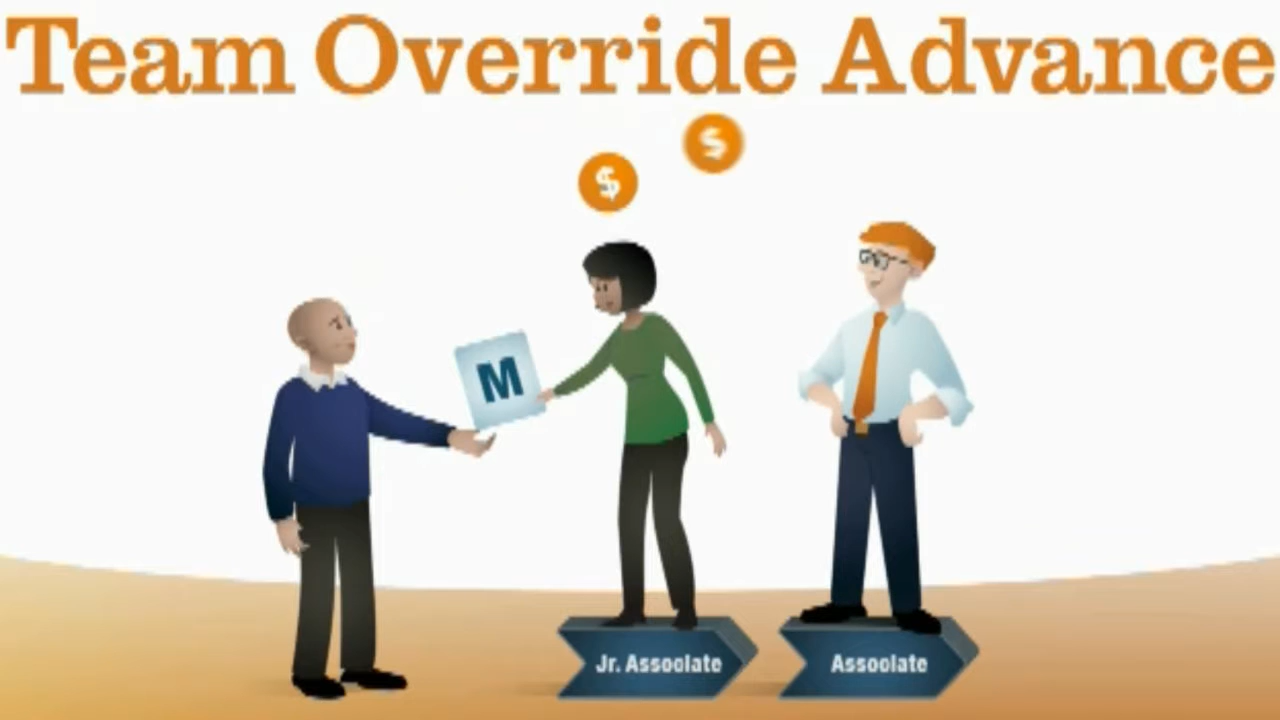 Team Override Advance
$
$
M
Jr. Associate
Associate